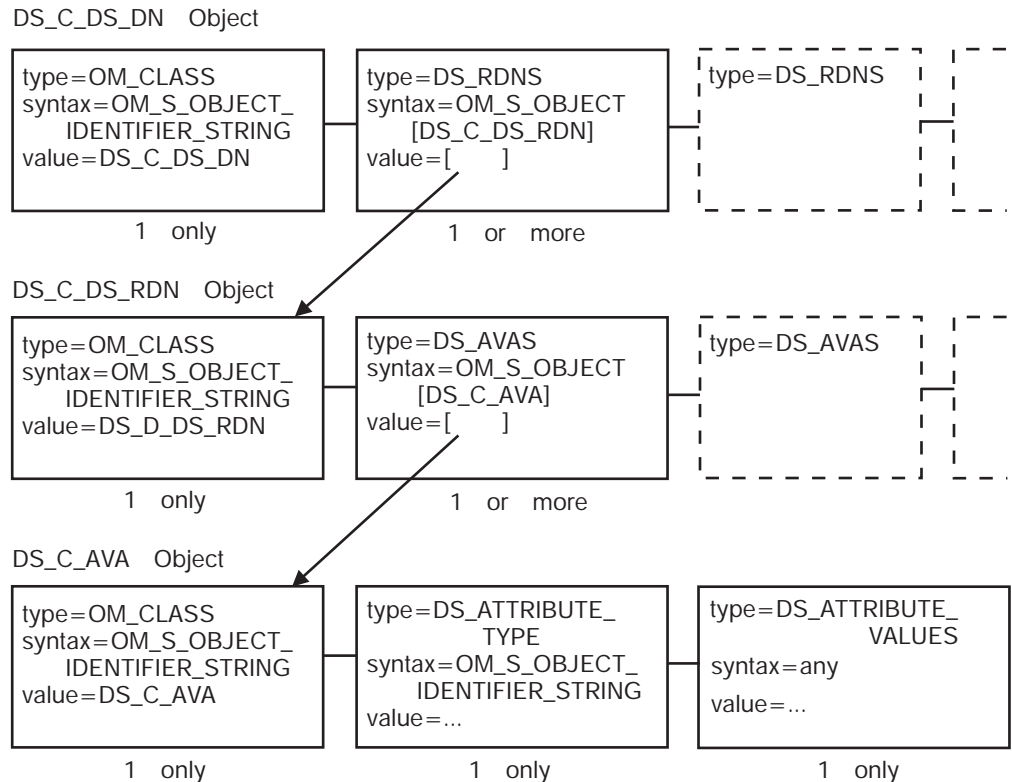 DS_C_DS_DN Object
type=OM_CLASS
syntax=OM_S_OBJECT_
IDENTIFIER_STRING
value=DS_C_DS_DN
1 only
type=DS_RDNS
syntax=OM_S_OBJECT
[DS_C_DS_RDN]
value=[ ]
1 or more
type=DS_RDNS
DS_C_DS_RDN Object
type=OM_CLASS
syntax=OM_S_OBJECT_
IDENTIFIER_STRING
value=DS_D_DS_RDN
1 only
type=DS_AVAS
syntax=OM_S_OBJECT
[DS_C_AVA]
value=[ ]
1 or more
type=DS_AVAS
DS_C_AVA Object
type=OM_CLASS
syntax=OM_S_OBJECT_
IDENTIFIER_STRING
value=DS_C_AVA
1 only
type=DS_ATTRIBUTE_
TYPE
syntax=OM_S_OBJECT_
IDENTIFIER_STRING
value=...
1 only
type=DS_ATTRIBUTE_
VALUES
syntax=any
value=...
1 only